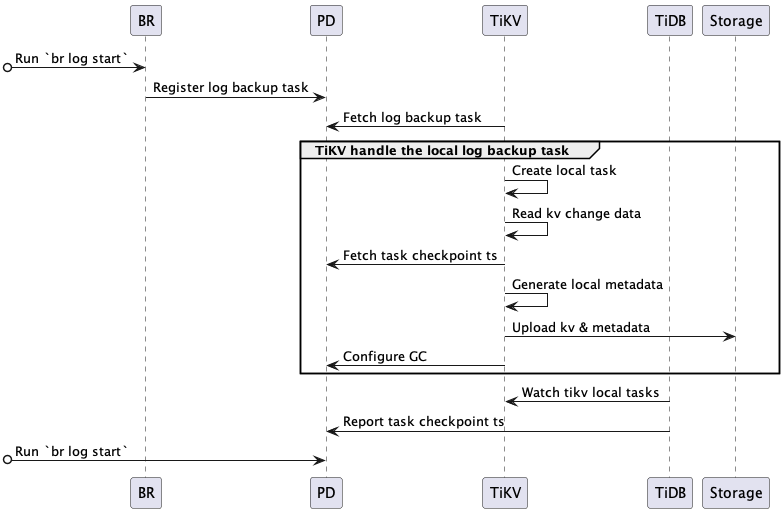 BR PD TiKV TiDB Storage
Run `br log start`
Register log backup task
Fetch log backup task
TiKV handle the local log backup task
Create local task
Read kv change data
Fetch task checkpoint ts
Generate local metadata
Upload kv & metadata
Configure GC
Watch tikv local tasks
Report task checkpoint ts
Run `br log start`
BR PD TiKV TiDB Storage